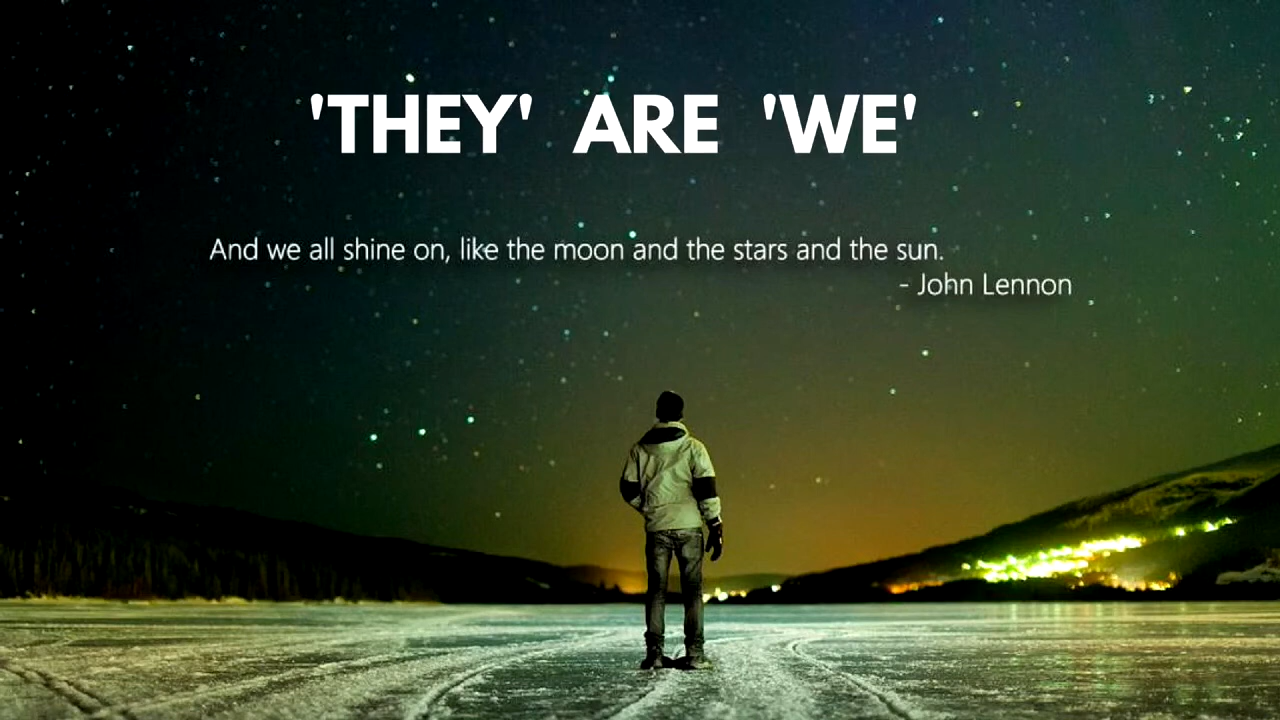 'THEY' ARE 'WE'
And we all shine on, like the moon and the stars and the sun.
- John Lennon